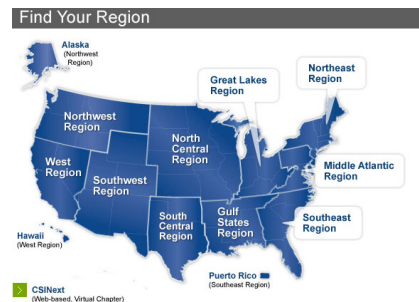 Find Your Region
Alaska
(Northwest
Region)
Great Lakes
Region
Northeast
Region
Northwest
Region
North
Central
Region
West
Region
Southwest
Region
Middle Atlantic
Region
South
Central
Region
Gulf
States
Region
Southeast
Region
Hawaii
(West Region)
Puerto Rico
(Southeast Region)
CSINext
(Web-based, Virtual Chapter)